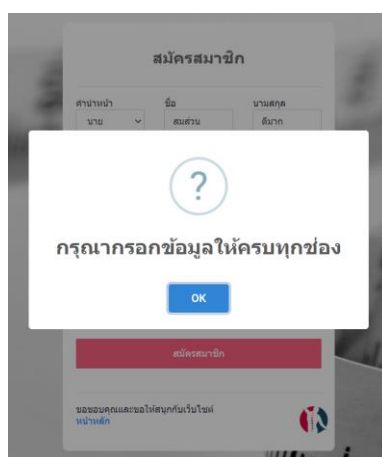 สมัครสมาชิก
คำนำหน้า ชื่อ นามสกุล
นาย สมส่วน ดีมาก
?
กรุณากรอกข้อมูลให้ครบทุกช่อง
OK
สมัครสมาชิก
ขอขอบคุณและขอให้สนุกกับเว็บไซต์
หน้าหลัก